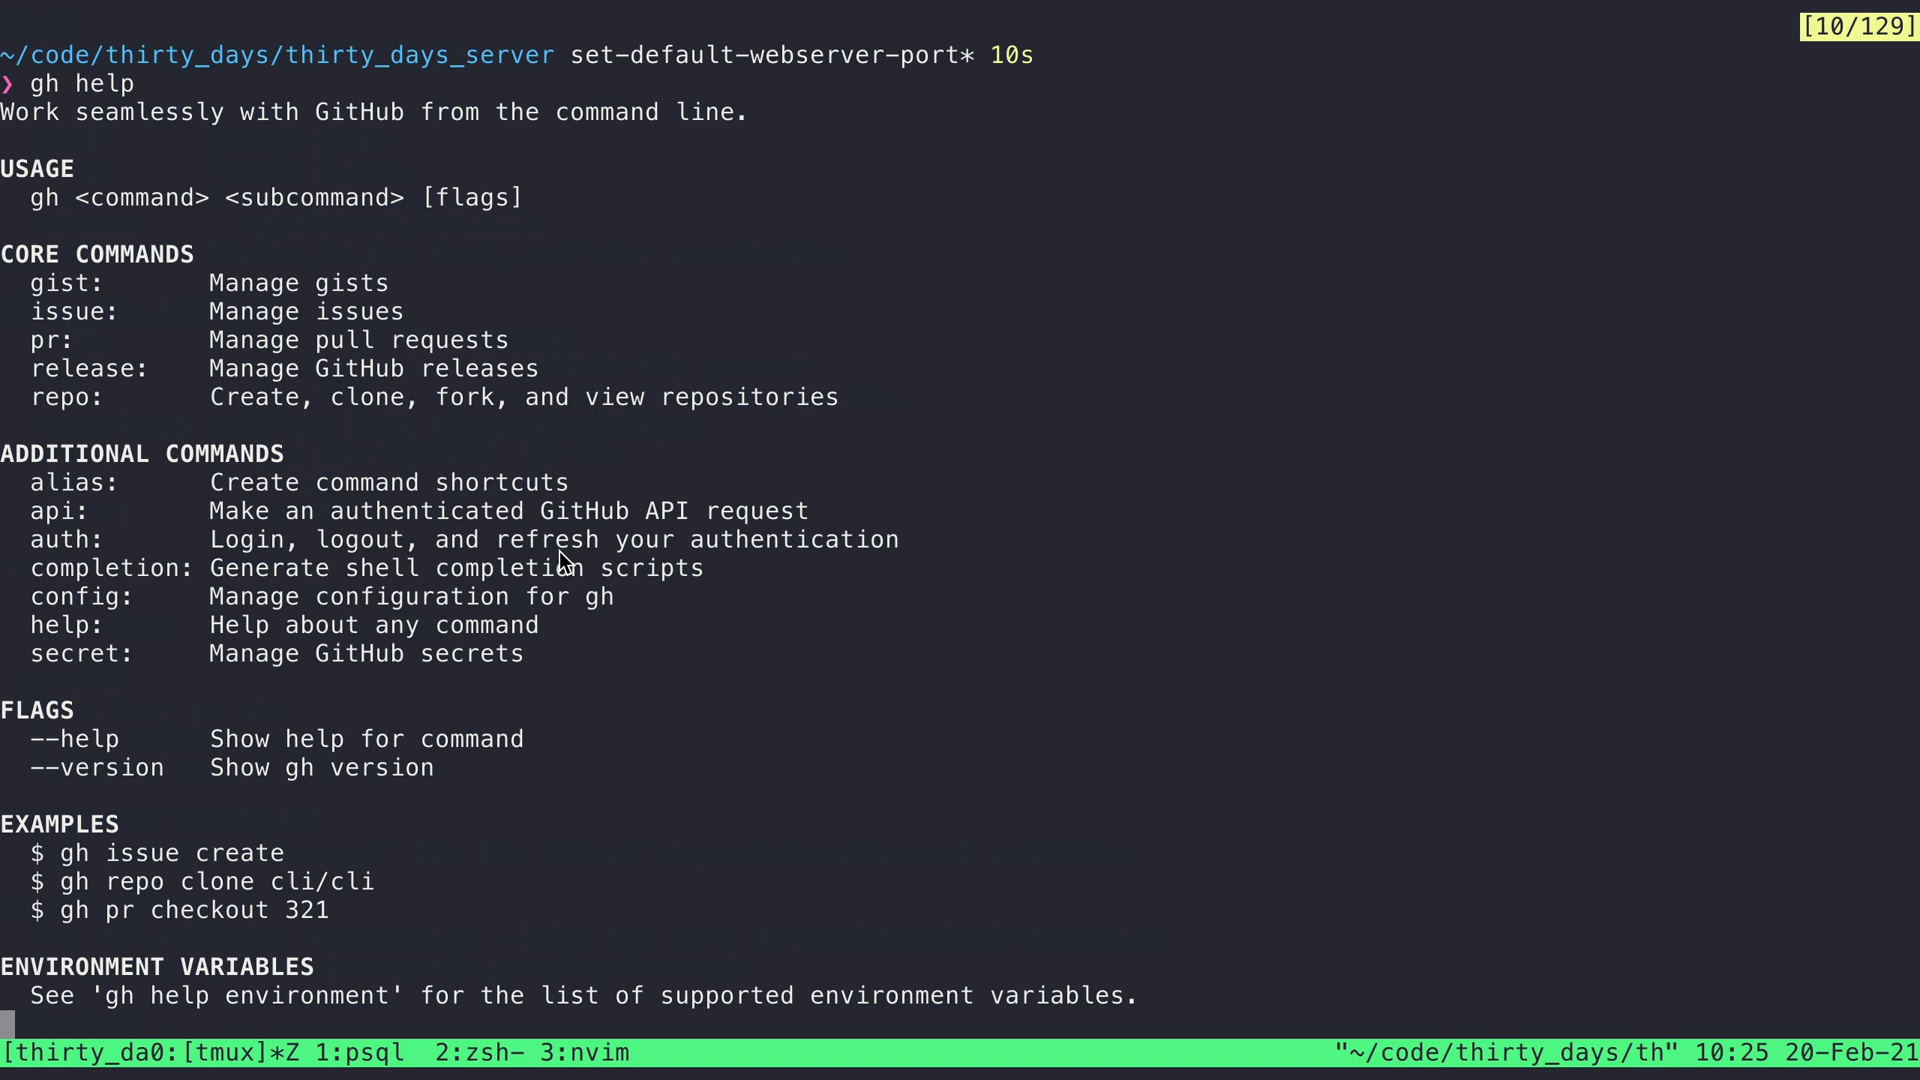 [10/129]
~/code/thirty_days/thirty_days_server set-default-webserver-port* 10s
❯ gh help
Work seamlessly with GitHub from the command line.
USAGE
gh <command> <subcommand> [flags]
CORE COMMANDS
gist: Manage gists
issue: Manage issues
pr: Manage pull requests
release: Manage GitHub releases
repo: Create, clone, fork, and view repositories
ADDITIONAL COMMANDS
alias: Create command shortcuts
api: Make an authenticated GitHub API request
auth: Login, logout, and refresh your authentication
completion: Generate shell completion scripts
config: Manage configuration for gh
help: Help about any command
secret: Manage GitHub secrets
FLAGS
--help Show help for command
--version Show gh version
EXAMPLES
$ gh issue create
$ gh repo clone cli/cli
$ gh pr checkout 321
ENVIRONMENT VARIABLES
See 'gh help environment' for the list of supported environment variables.
[thirty_da0:[tmux]*Z 1:psql 2:zsh- 3:nvim "~/code/thirty_days/th" 10:25 20-Feb-21